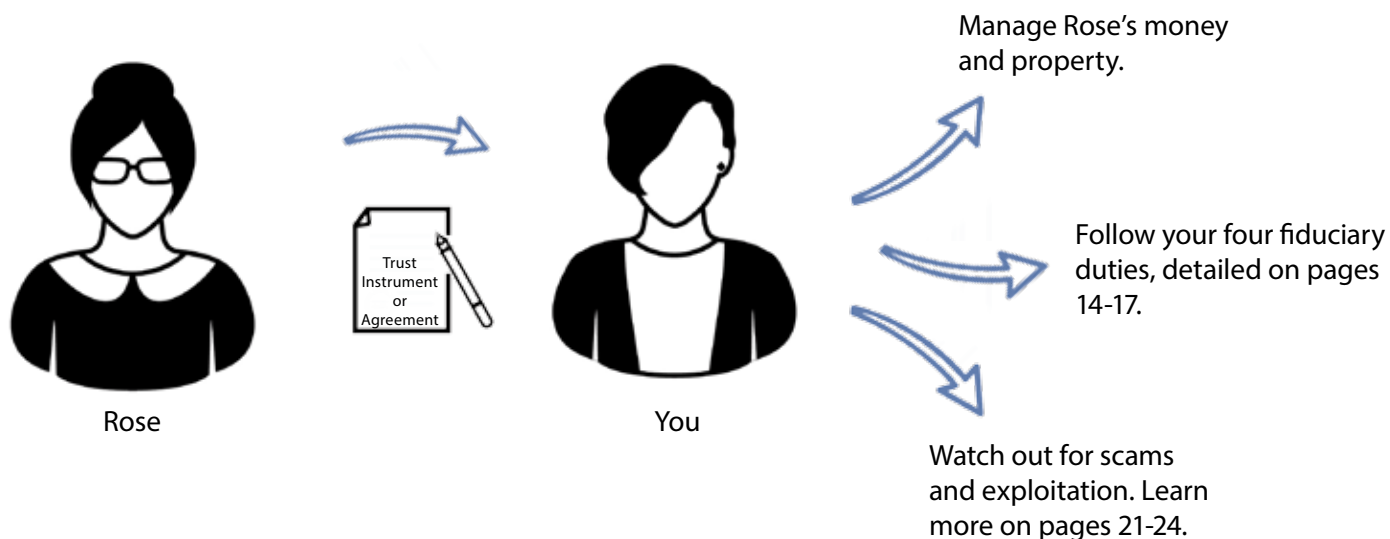 Manage Rose’s money
and property.
Trust
Instrument
or
Agreement
Follow your four fiduciary
duties, detailed on pages
14-17.
Rose
You
Watch out for scams
and exploitation. Learn
more on pages 21-24.